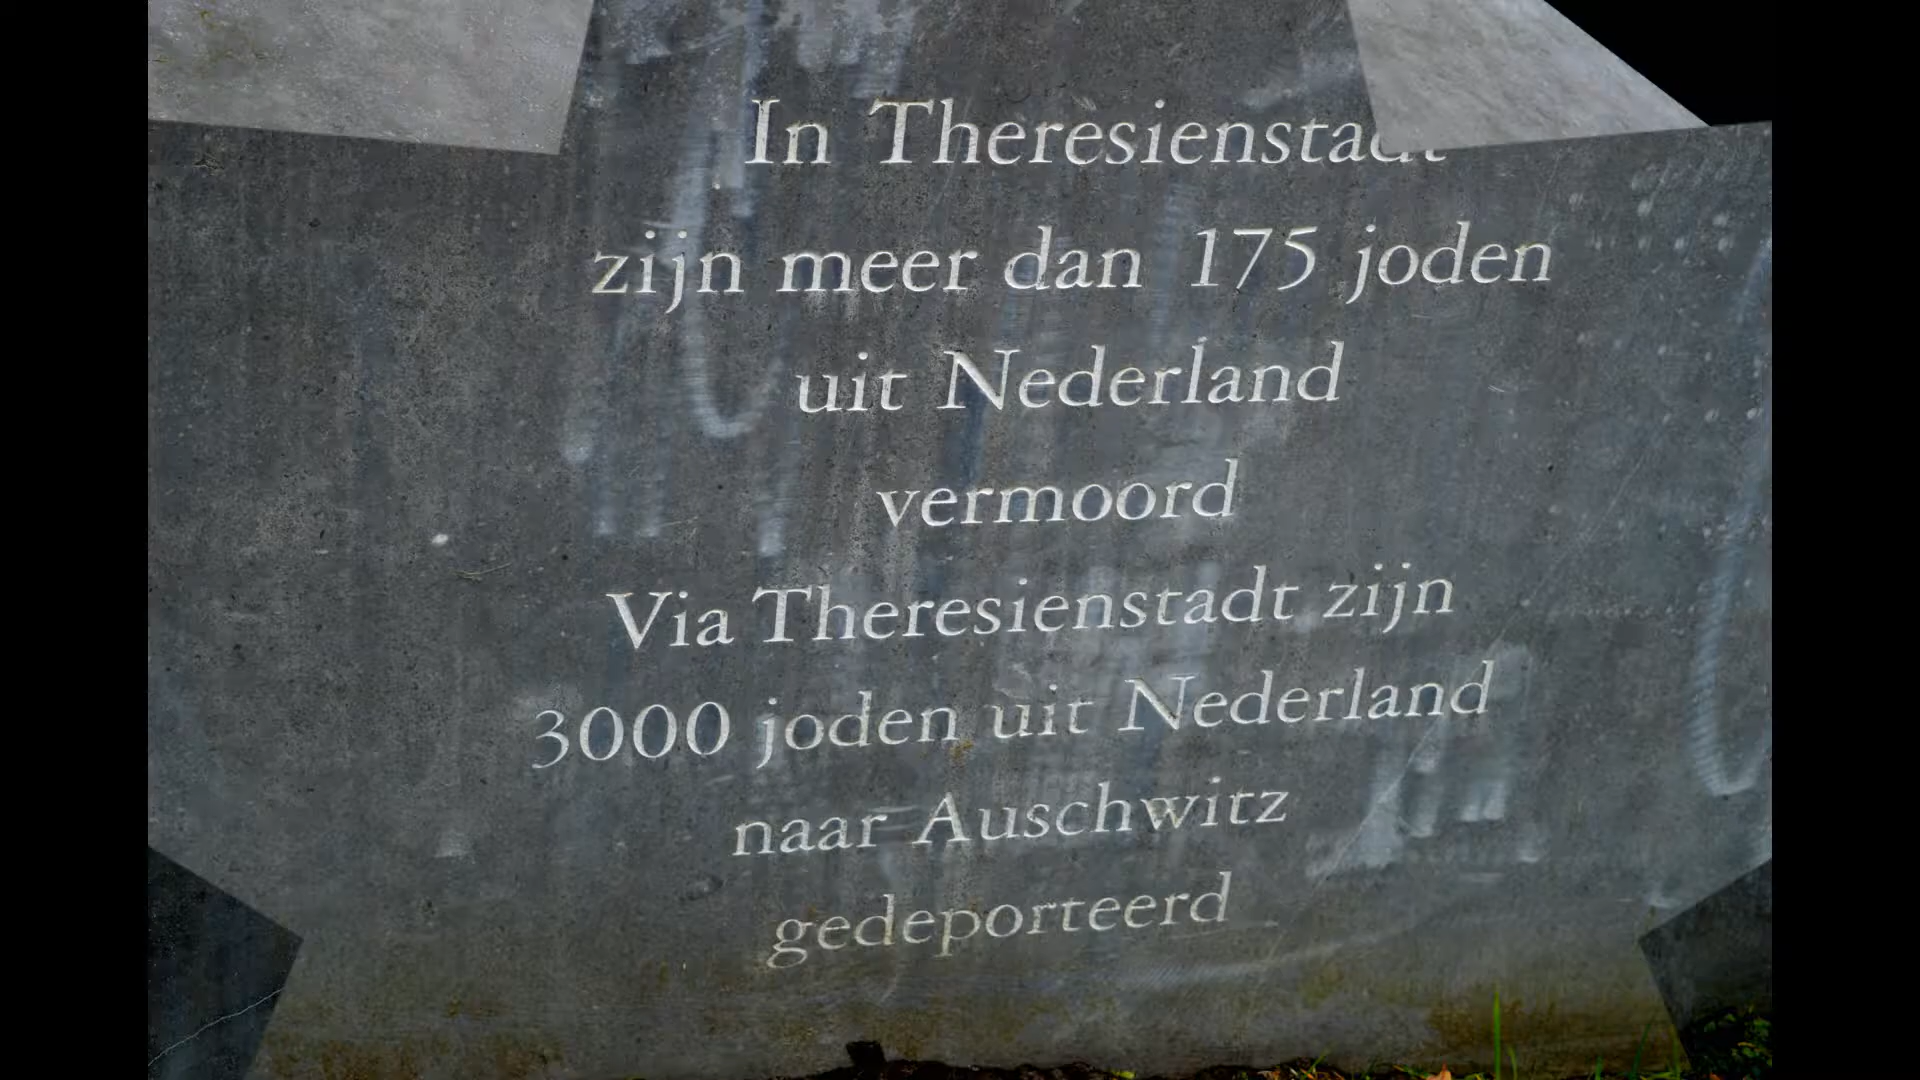 In Theresienstadt
zijn meer dan 175 joden
uit Nederland
vermoord
Via Theresienstadt zijn
3000 joden uit Nederland
naar Auschwitz
gedeporteerd